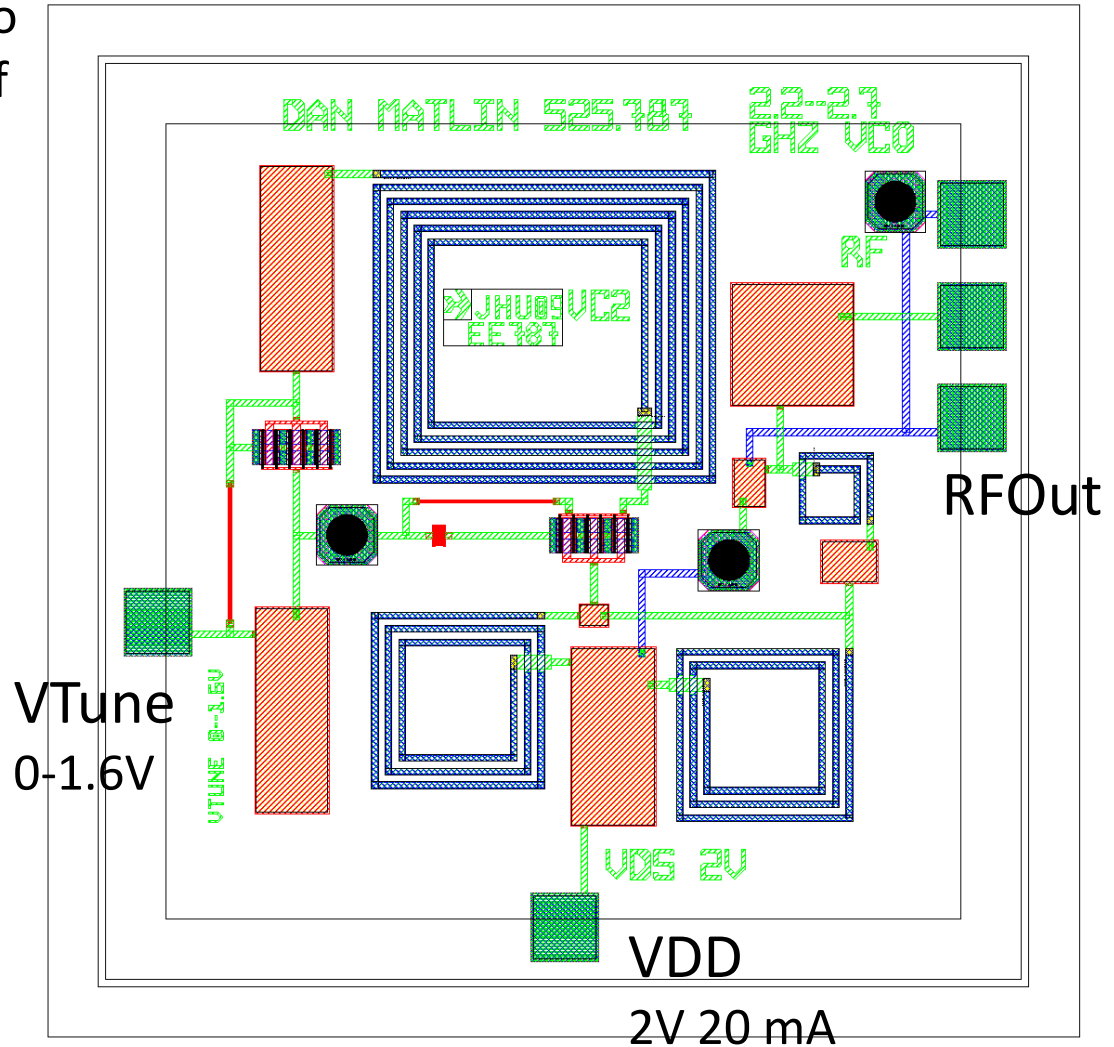 o
f
DAN MATLIN 525.787
2.2--2.7
GHZ VCO
RF
JHU09 VC2
EE787
RFOut
VTune
0-1.6V
VTUNE 0--1.6V
VDS 2V
VDD
2V 20 mA